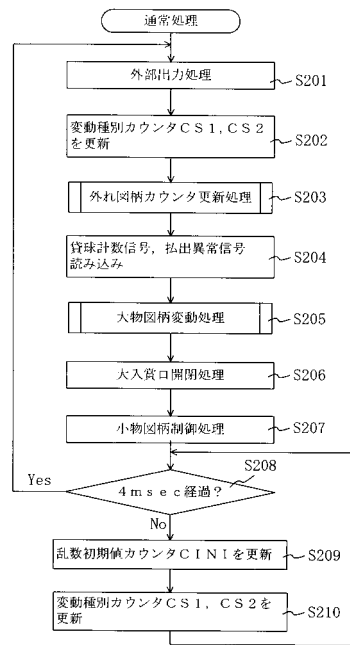 通常処理
外部出力処理
S201
変動種別カウンタCS1,CS2
を更新
S202
外れ図柄カウンタ更新処理
S203
貸球計数信号,払出異常信号
読み込み
S204
大物図柄変動処理
S205
大入賞口開閉処理
S206
小物図柄制御処理
S207
S208
Yes
4msec経過?
No
乱数初期値カウンタCINIを更新
S209
変動種別カウンタCS1, CS2を
更新
S210